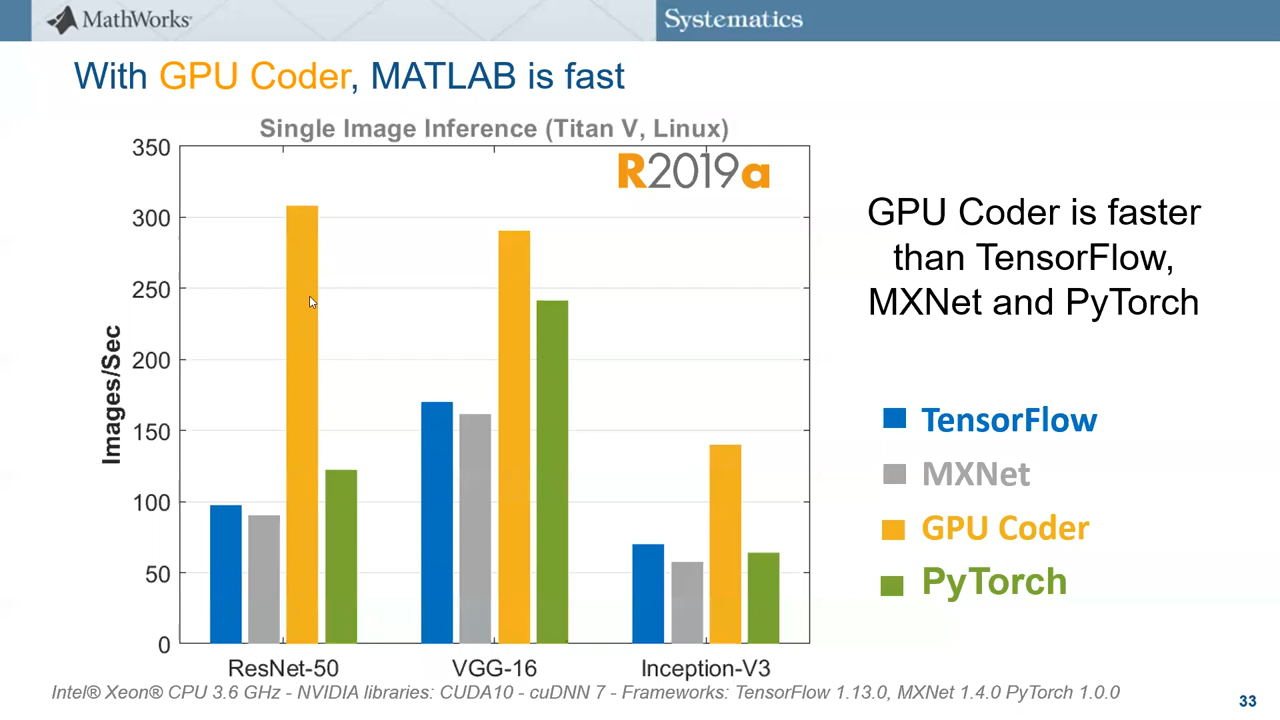 MathWorks
Systematics
With GPU Coder, MATLAB is fast
Single Image Inference (Titan V, Linux)
R2019a
350
300
250
200
150
100
50
0
Images/Sec
ResNet-50
VGG-16
Inception-V3
GPU Coder is faster
than TensorFlow,
MXNet and PyTorch
TensorFlow
MXNet
GPU Coder
PyTorch
Intel® Xeon® CPU 3.6 GHz - NVIDIA libraries: CUDA10 - cuDNN 7 - Frameworks: TensorFlow 1.13.0, MXNet 1.4.0 PyTorch 1.0.0
33